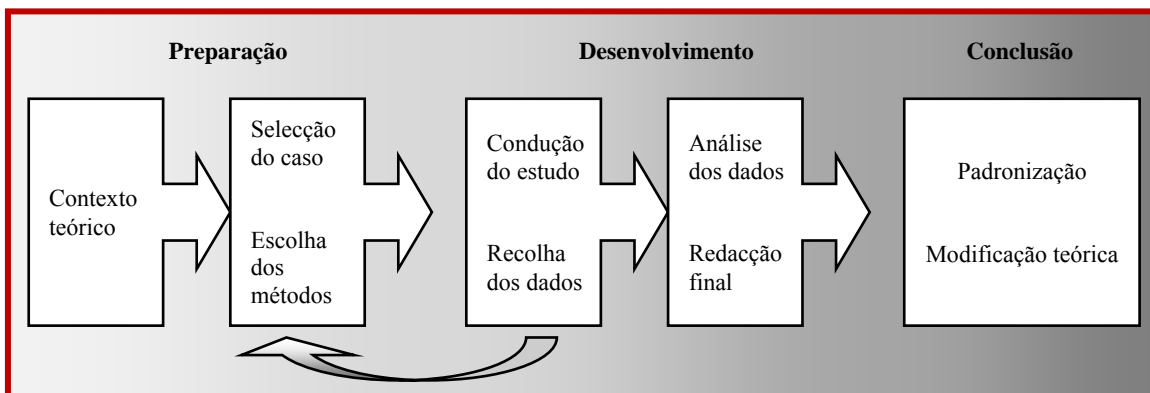 Preparação
Desenvolvimento
Conclusão
Contexto
teórico
Selecção
do caso
Escolha
dos
métodos
Condução
do estudo
Recolha
dos dados
Análise
dos dados
Redacção
final
Padronização
Modificação teórica